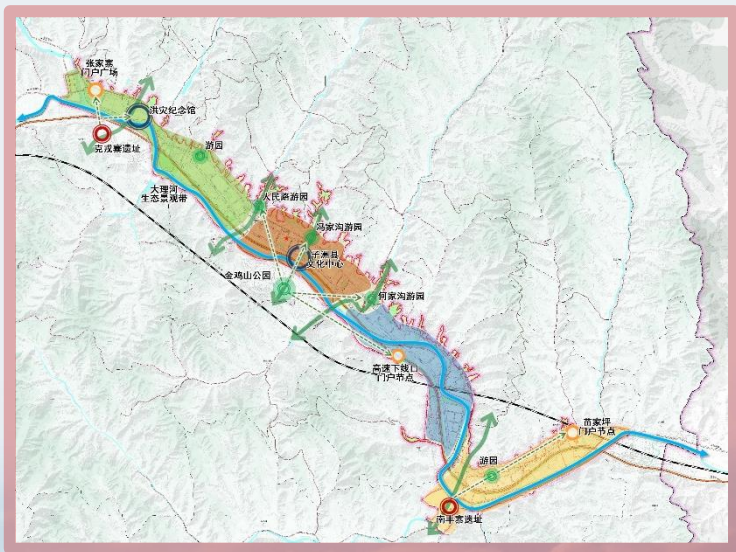 张家寨
门户广场
洪灾纪念馆
克戎寨遗址
游园
大理河
生态景观带
人民路游园
冯家沟游园
子洲县
文化中心
金鸡山公园
何家沟游园
高速下线口
门户节点
苗家坪
门户节点
游园
南丰寨遗址